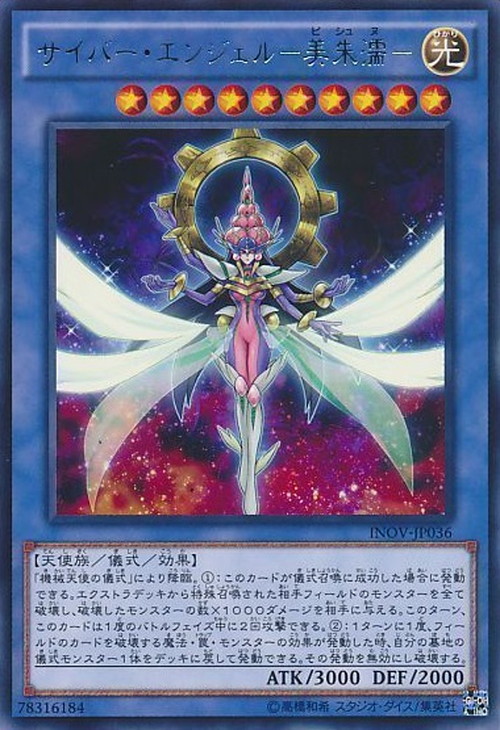 サイバー・エンジェル－美朱濡－
ビシュヌ
光
ひかり
INOV-JP036
【天使族／儀式／効果】
「機械天使の儀式」により降臨。①：このカードが儀式召喚に成功した場合に発動
できる。エクストラデッキから特殊召喚された相手フィールドのモンスターを全て
破壊し、破壊したモンスターの数×1000ダメージを相手に与える。このターン、
このカードは１度のバトルフェイズ中に２回攻撃できる。②：１ターンに１度、フィ
ールドのカードを破壊する魔法・罠・モンスターの効果が発動した時、自分の墓地の
儀式モンスター１体をデッキに戻して発動できる。その発動を無効にし破壊する。
ATK/3000 DEF/2000
78316184
©高橋和希 スタジオ・ダイス/集英社